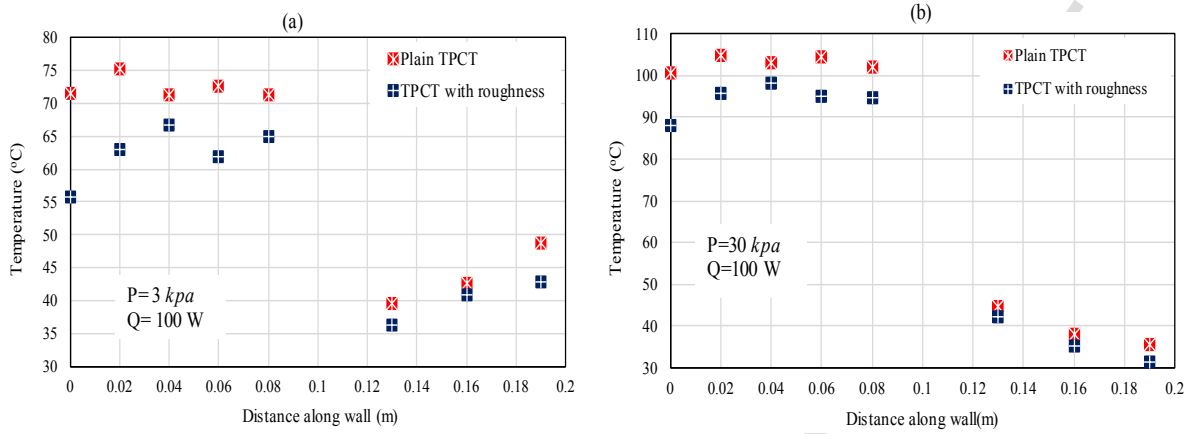 (a)
80
75
70
65
60
55
50
45
40
35
30
Temperature (°C)
Plain TPCT
TPCT with roughness
P=3 kpa
Q= 100 W
0 0.02 0.04 0.06 0.08 0.1 0.12 0.14 0.16 0.18 0.2
Distance along wall (m)
(b)
110
100
90
80
70
60
50
40
30
Temperature (°C)
Plain TPCT
TPCT with roughness
P=30 kpa
Q=100 W
0 0.02 0.04 0.06 0.08 0.1 0.12 0.14 0.16 0.18 0.2
Distance along wall(m)